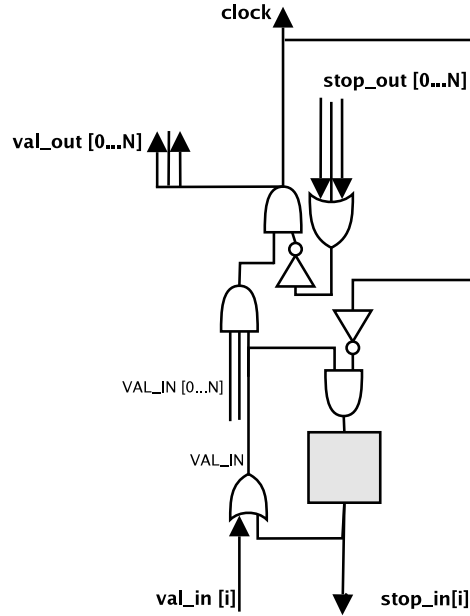 clock
stop_out [0...N]
val_out [0...N]
VAL_IN [0...N]
VAL_IN
val_in [i]
stop_in[i]